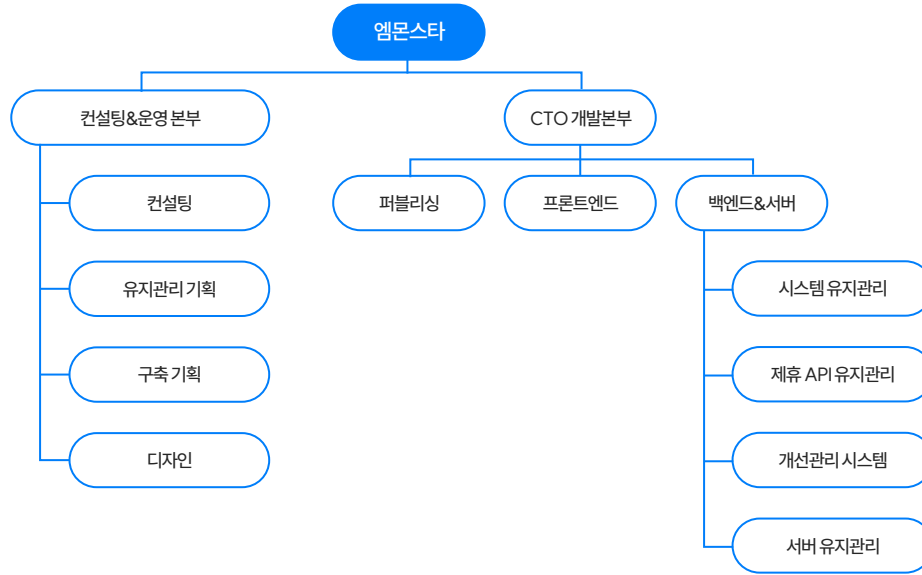 엠몬스타
컨설팅&운영 본부
CTO 개발본부
컨설팅
퍼블리싱
프론트엔드
백엔드&서버
유지관리 기획
시스템 유지관리
구축 기획
제휴 API 유지관리
디자인
개선관리 시스템
서버 유지관리